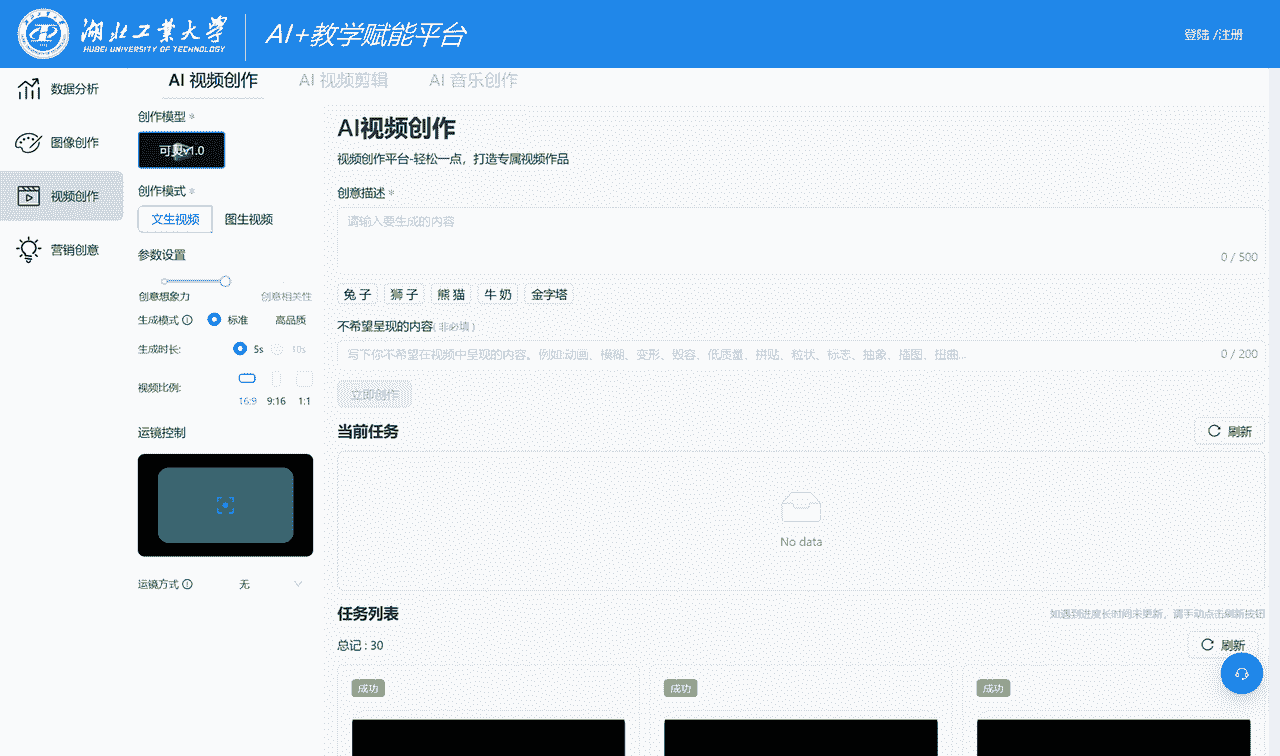 湖北工业大学
HUBEI UNIVERSITY OF TECHNOLOGY
AI+教学赋能平台
登陆 /注册
数据分析
图像创作
视频创作
营销创意
AI 视频创作
AI 视频剪辑
AI 音乐创作
创作模型 *
可灵v1.0
创作模式 *
文生视频
图生视频
参数设置
创意想象力
创意相关性
生成模式
标准
高品质
生成时长:
5s
10s
视频比例:
16:9
9:16
1:1
运镜控制
运镜方式
无
AI视频创作
视频创作平台-轻松一点，打造专属视频作品
创意描述 *
请输入要生成的内容
0 / 500
兔子
狮子
熊猫
牛奶
金字塔
不希望呈现的内容(非必填)
写下你不希望在视频中呈现的内容。例如:动画、模糊、变形、毁容、低质量、拼贴、粒状、标志、抽象、插图、扭曲...
0 / 200
立即创作
当前任务
刷新
No data
任务列表
如遇到进度长时间未更新，请手动点击刷新按钮
总记 : 30
刷新
成功
成功
成功